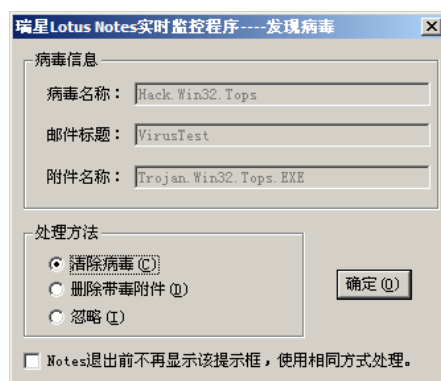 瑞星Lotus Notes实时监控程序----发现病毒
病毒信息
病毒名称： Hack.Win32.Tops
邮件标题： VirusTest
附件名称： Trojan.Win32.Tops.EXE
处理方法
清除病毒(C)
删除带毒附件(D)
忽略(I)
确定(O)
Notes退出前不再显示该提示框，使用相同方式处理。